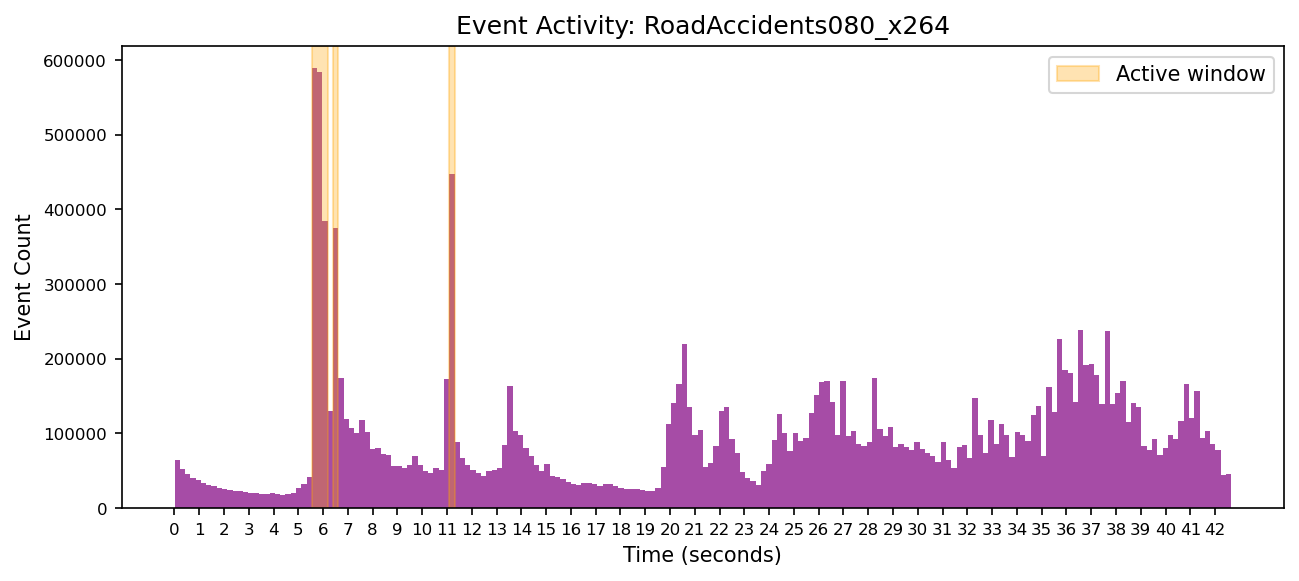 Event Activity: RoadAccidents080_x264
Active window
600000
500000
400000
300000
200000
100000
0
Event Count
0 1 2 3 4 5 6 7 8 9 10 11 12 13 14 15 16 17 18 19 20 21 22 23 24 25 26 27 28 29 30 31 32 33 34 35 36 37 38 39 40 41 42
Time (seconds)